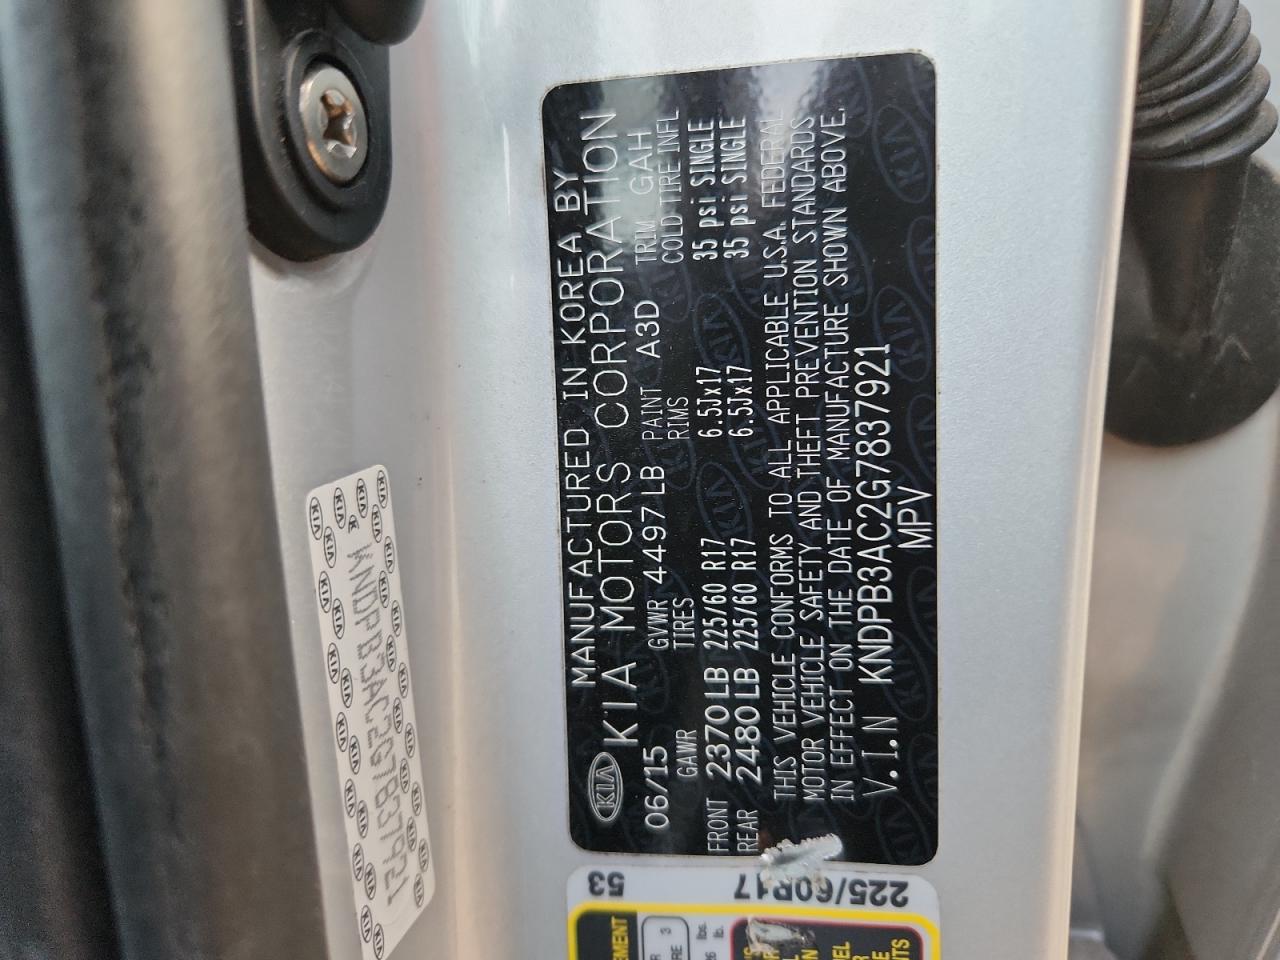 MANUFACTURED IN KOREA BY
KIA KIA MOTORS CORPORATION
06/15 GVWR 4497 LB PAINT A3D TRIM GAH
GAWR TIRES RIMS COLD TIRE INFL
FRONT 2370 LB 225/60 R17 6.5Jx17 35 psi SINGLE
REAR 2480 LB 225/60 R17 6.5Jx17 35 psi SINGLE
THIS VEHICLE CONFORMS TO ALL APPLICABLE U.S.A. FEDERAL
MOTOR VEHICLE SAFETY AND THEFT PREVENTION STANDARDS
IN EFFECT ON THE DATE OF MANUFACTURE SHOWN ABOVE.
V.I.N KNDPB3AC2G7837921
MPV
KNDPB3AC2G7837921
53
225/60R17